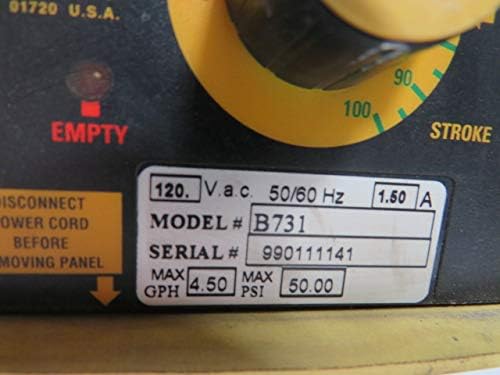 01720 U.S.A.
EMPTY
90
100
STROKE
DISCONNECT
POWER CORD
BEFORE
MOVING PANEL
120. V.a.c. 50/60 Hz 1.50 A
MODEL # B731
SERIAL # 990111141
MAX GPH 4.50 MAX PSI 50.00